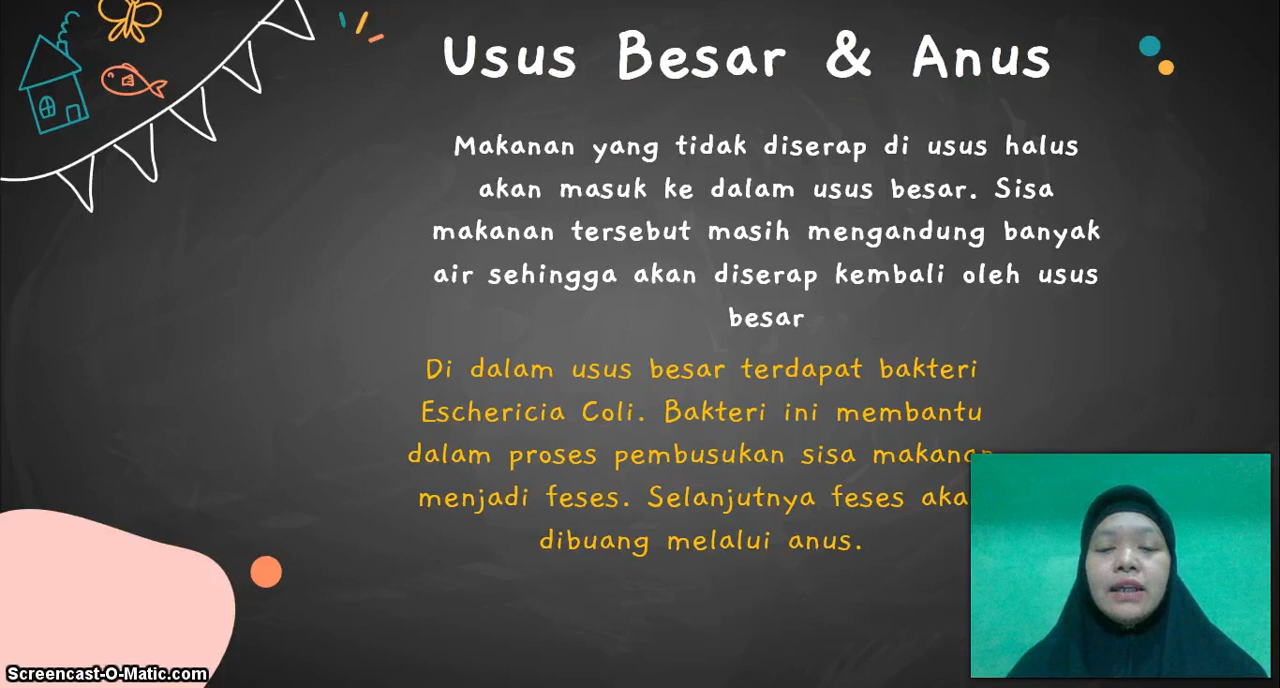 Usus Besar & Anus
Makanan yang tidak diserap di usus halus
akan masuk ke dalam usus besar. Sisa
makanan tersebut masih mengandung banyak
air sehingga akan diserap kembali oleh usus
besar
Di dalam usus besar terdapat bakteri
Eschericia Coli. Bakteri ini membantu
dalam proses pembusukan sisa makanan
menjadi feses. Selanjutnya feses aka
dibuang melalui anus.
Screencast-O-Matic.com